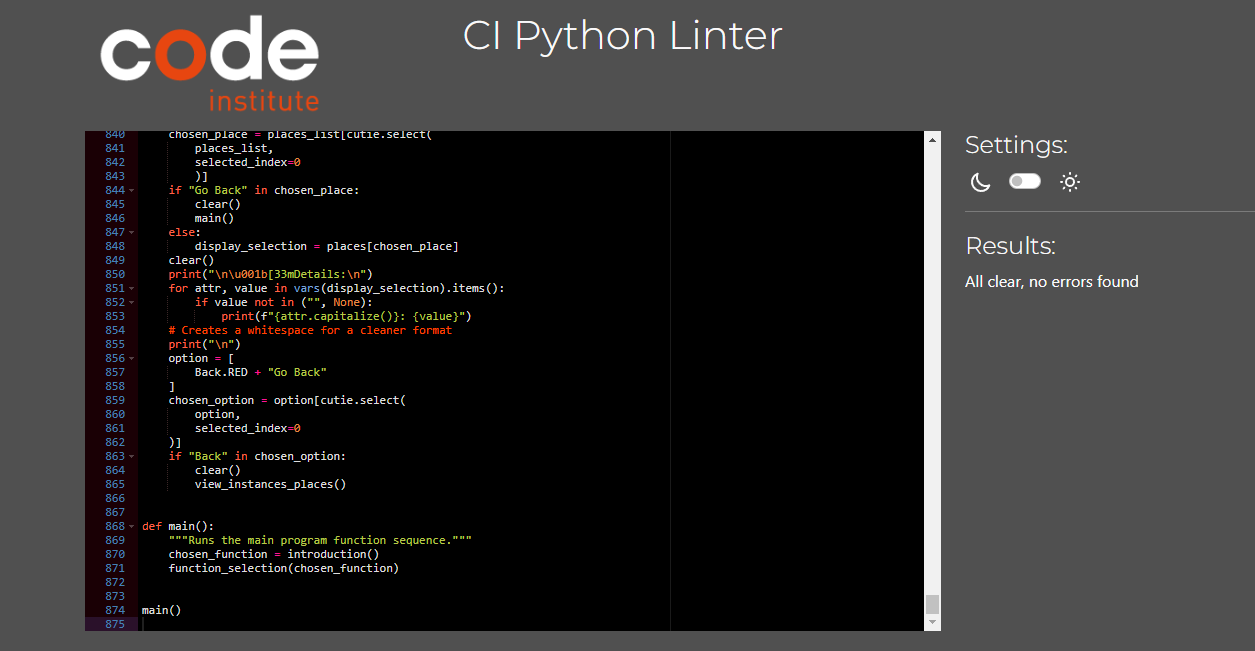 code
institute
CI Python Linter
840 chosen_place = places_list[cutie.select(
841 places_list,
842 selected_index=0
843 )]
844 if "Go Back" in chosen_place:
845 clear()
846 main()
847 else:
848 display_selection = places[chosen_place]
849 clear()
850 print("\n\u001b[33mDetails:\n")
851 for attr, value in vars(display_selection).items():
852 if value not in ("", None):
853 print(f"{attr.capitalize()}: {value}")
854 # Creates a whitespace for a cleaner format
855 print("\n")
856 option = [
857 Back.RED + "Go Back"
858 ]
859 chosen_option = option[cutie.select(
860 option,
861 selected_index=0
862 )]
863 if "Back" in chosen_option:
864 clear()
865 view_instances_places()
866
867
868 def main():
869 """Runs the main program function sequence."""
870 chosen_function = introduction()
871 function_selection(chosen_function)
872
873
874 main()
875
Settings:
Results:
All clear, no errors found